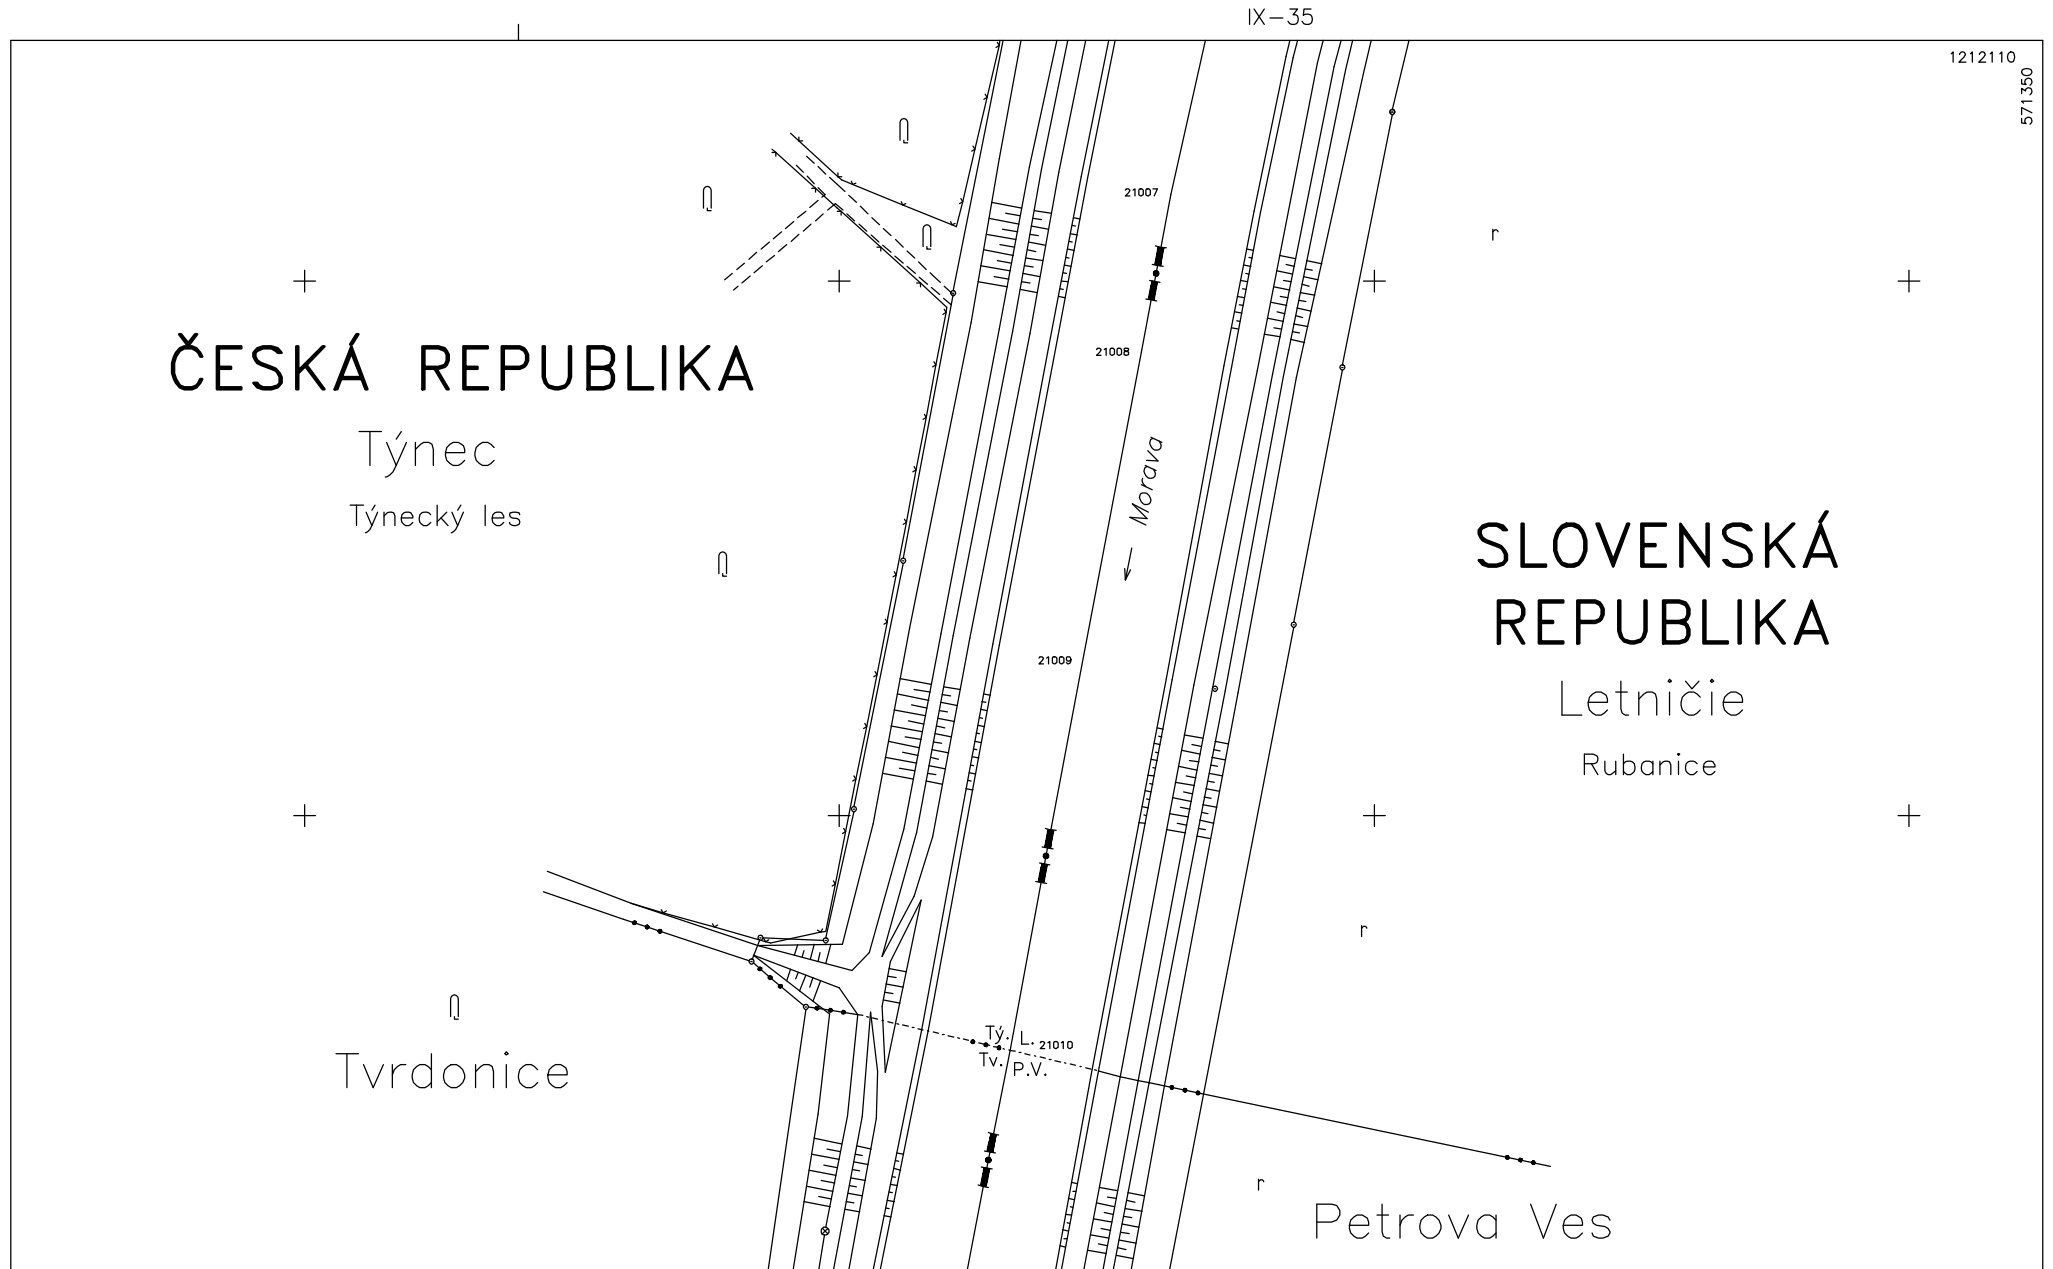 IX-35
1212110
571350
21007
r
21008
ČESKÁ REPUBLIKA
Týnec
Týnecký les
Morava
SLOVENSKÁ
REPUBLIKA
Letničie
Rubanice
21009
r
Tvrdonice
Tý. L. 21010
Tv. P.V.
r
Petrova Ves